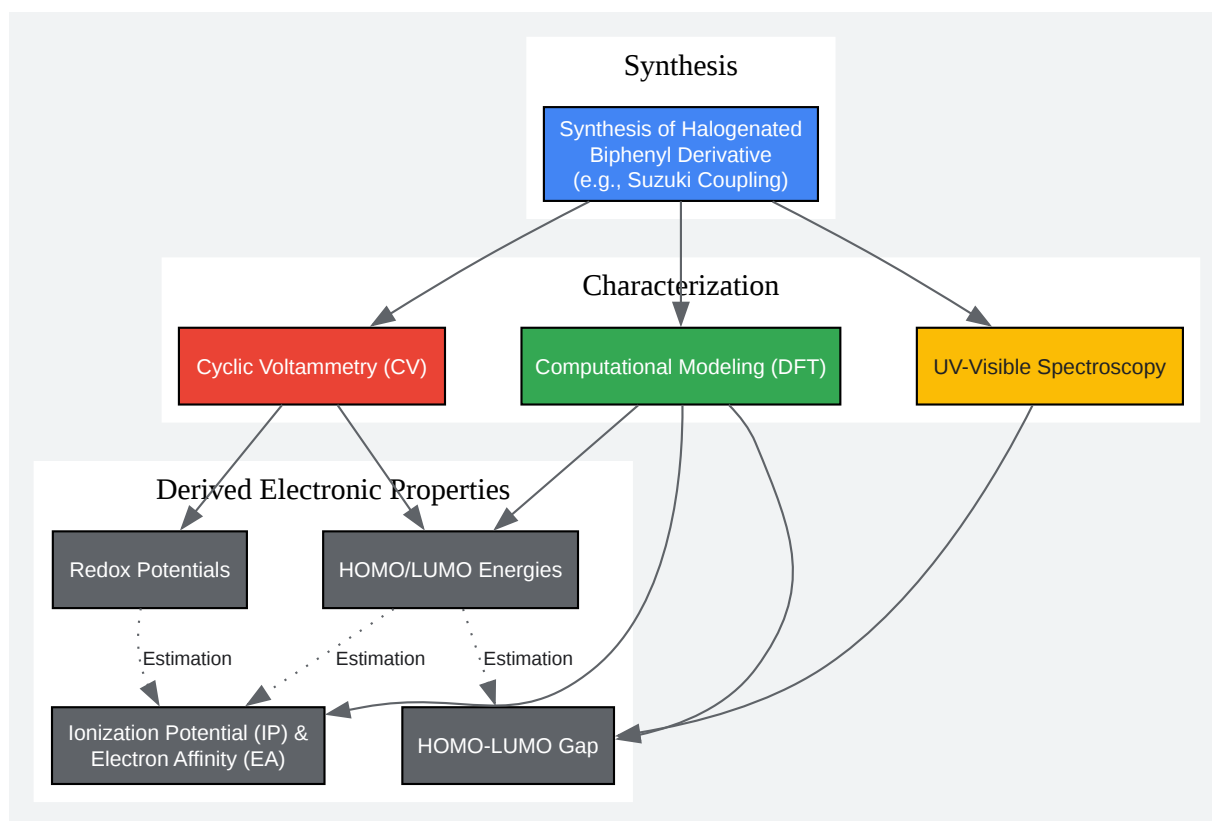 Synthesis
Synthesis of Halogenated
Biphenyl Derivative
(e.g., Suzuki Coupling)
Characterization
Cyclic Voltammetry (CV)
Computational Modeling (DFT)
UV-Visible Spectroscopy
Derived Electronic Properties
Redox Potentials
HOMO/LUMO Energies
Estimation
Estimation
Estimation
Ionization Potential (IP) &
Electron Affinity (EA)
HOMO-LUMO Gap